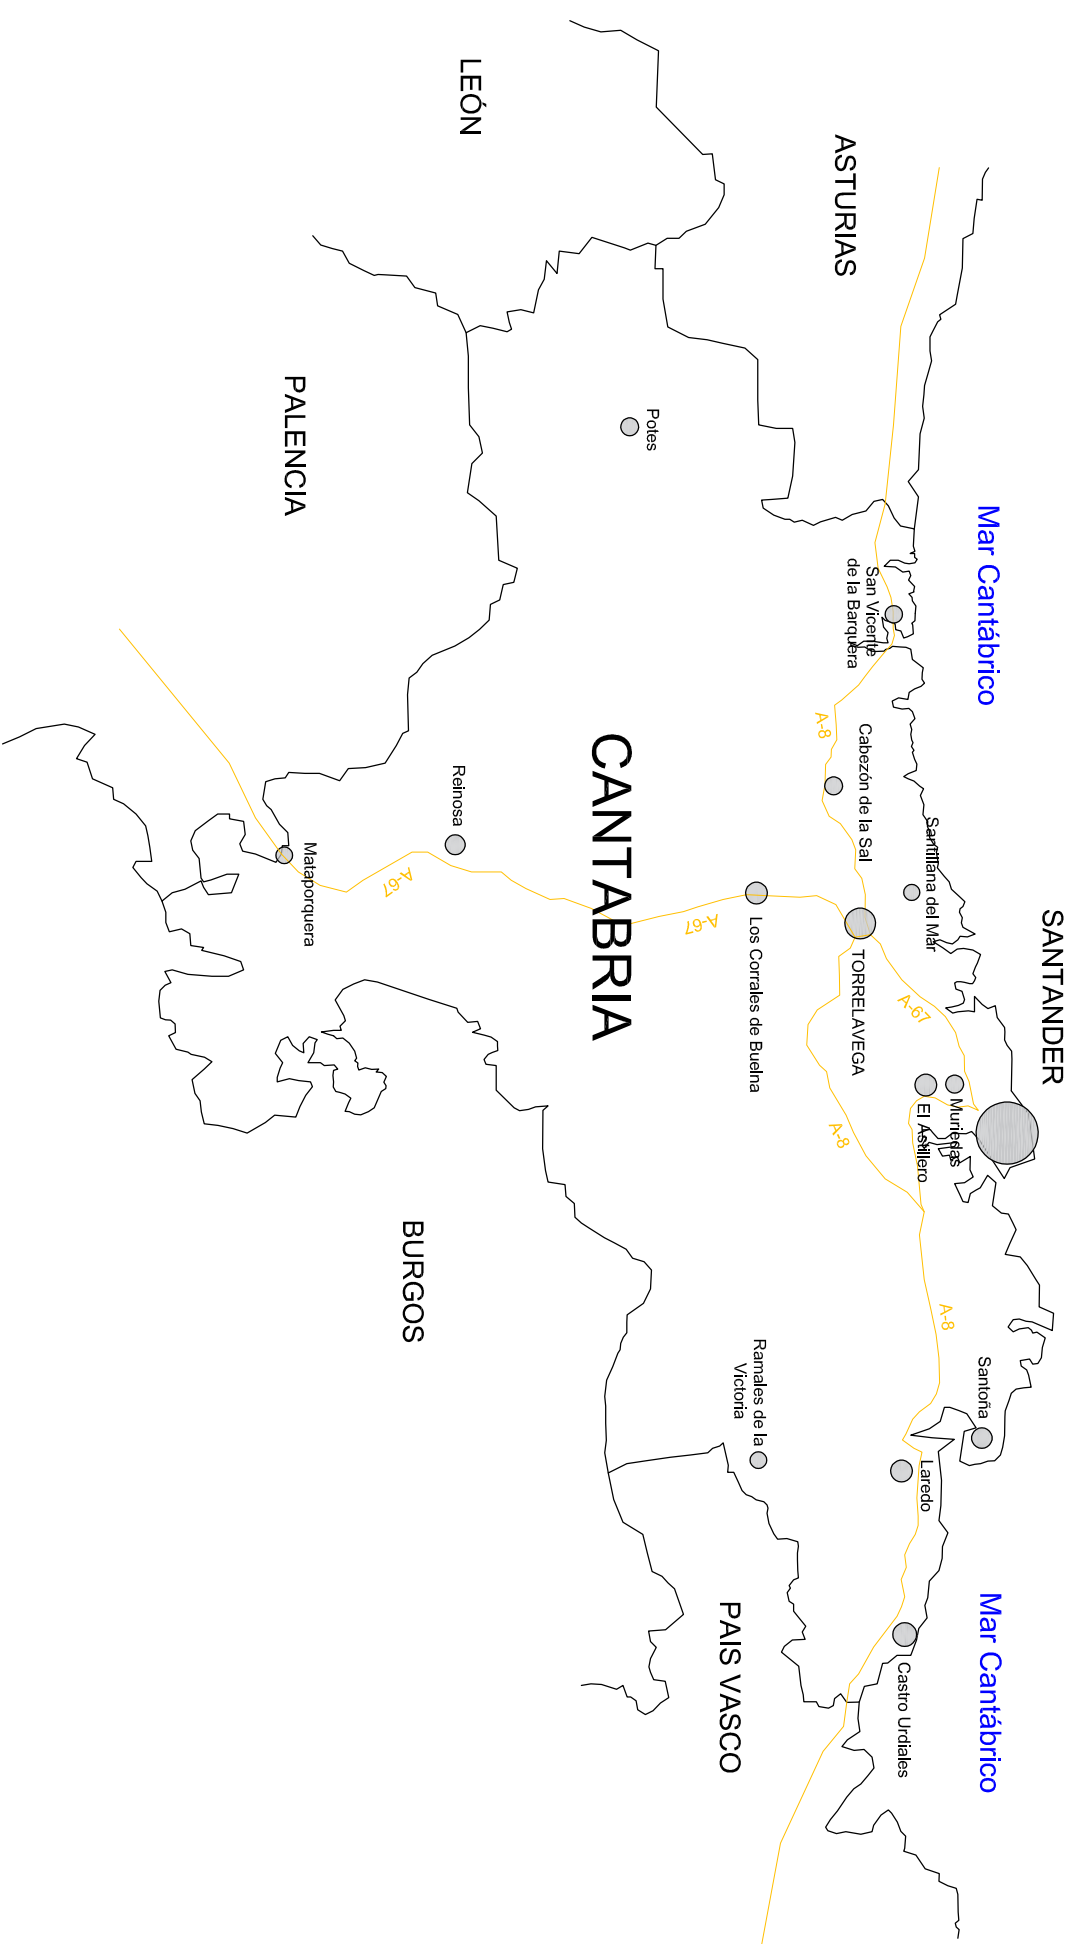 SANTANDER
Mar Cantábrico
Mar Cantábrico
ASTURIAS
San Vicente
de la Barquera
A-8
Cabezón de la Sal
Santillana del Mar
TORRELAVEGA
A-67
Muriedas
El Astillero
A-8
A-8
Santoña
Laredo
Castro Urdiales
Los Corrales de Buelna
Ramales de la
Victoria
PAIS VASCO
A-67
Potes
CANTABRIA
LEÓN
Reinosa
A-67
BURGOS
Mataporquera
PALENCIA